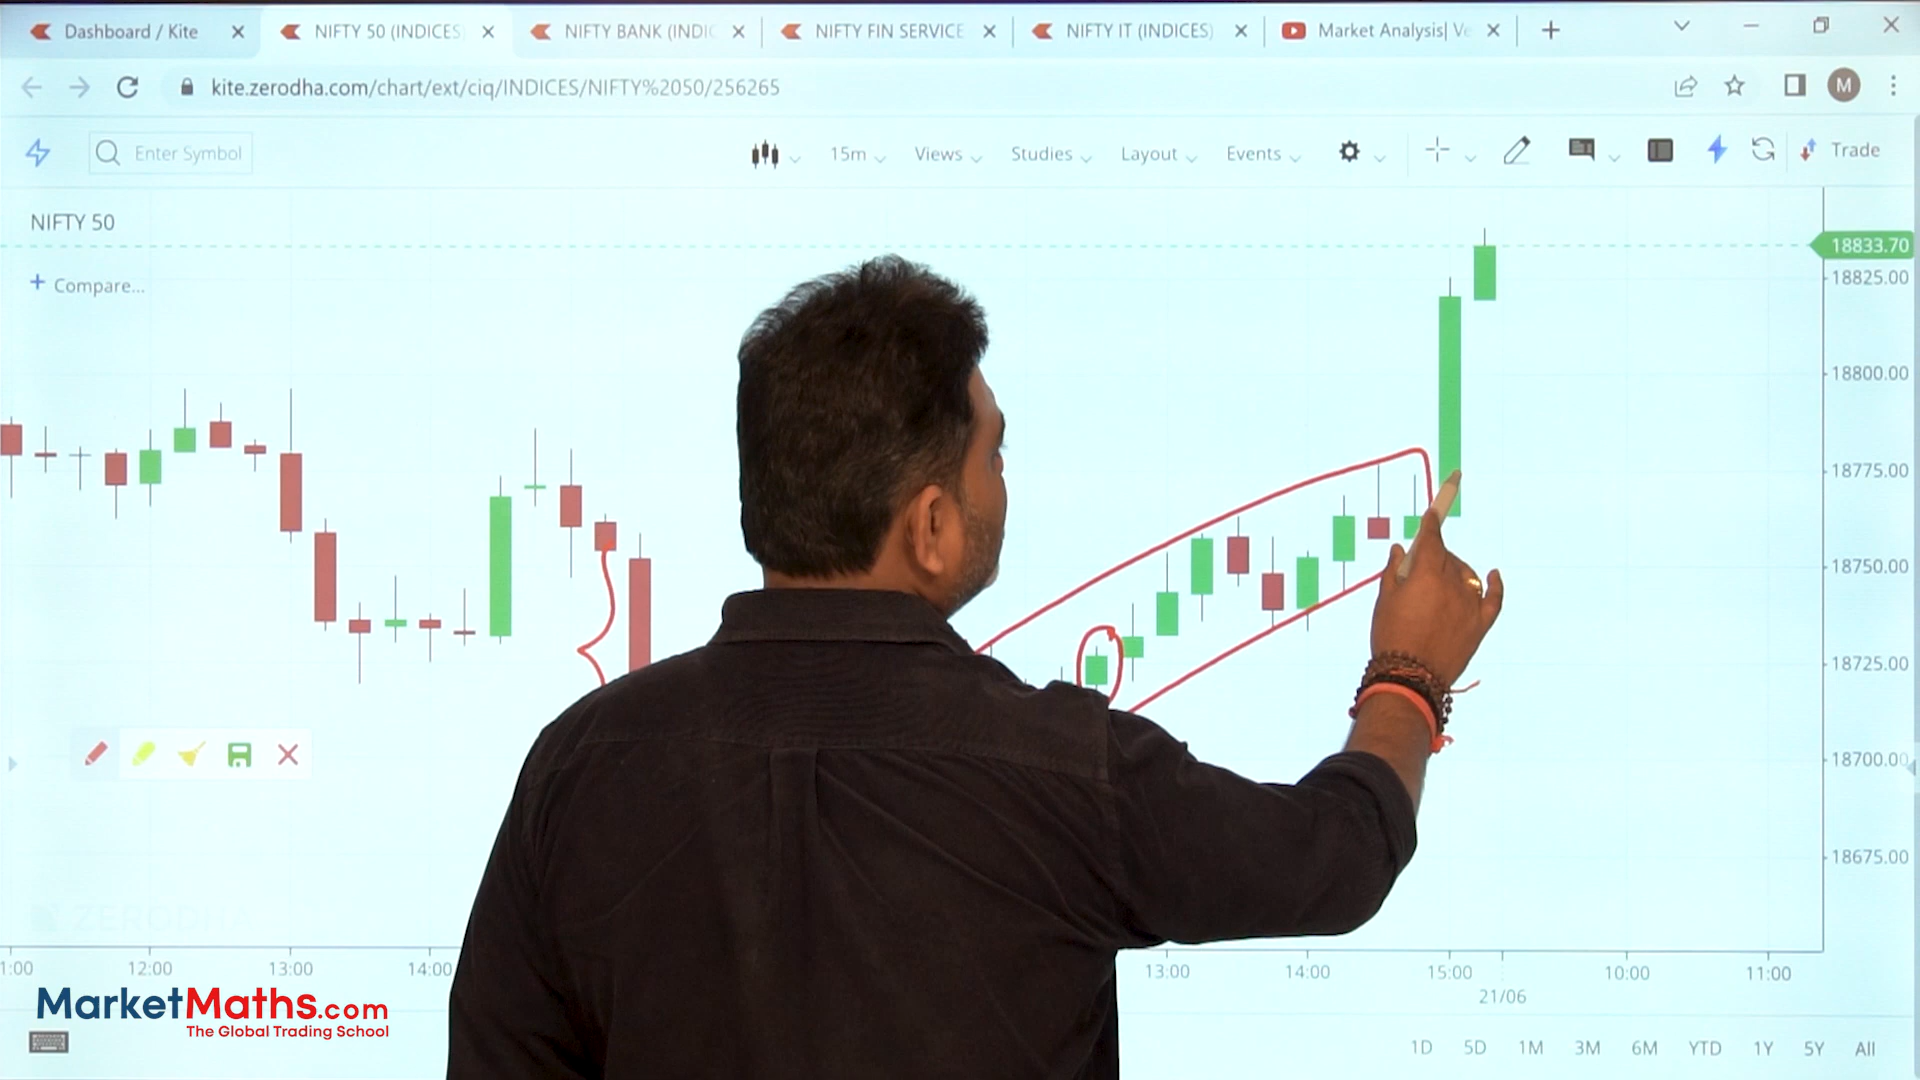 Dashboard / Kite
NIFTY 50 (INDICES
NIFTY BANK (INDIC
NIFTY FIN SERVICE
NIFTY IT (INDICES)
Market Analysis| Ve
kite.zerodha.com/chart/ext/ciq/INDICES/NIFTY%2050/256265
M
Enter Symbol
15m
Views
Studies
Layout
Events
Trade
NIFTY 50
Compare...
18833.70
18825.00
18800.00
18775.00
18750.00
18725.00
18700.00
18675.00
ZERODHA
1:00 12:00 13:00 14:00 13:00 14:00 15:00 10:00 11:00
21/06
MarketMaths.com
The Global Trading School
1D 5D 1M 3M 6M YTD 1Y 5Y All